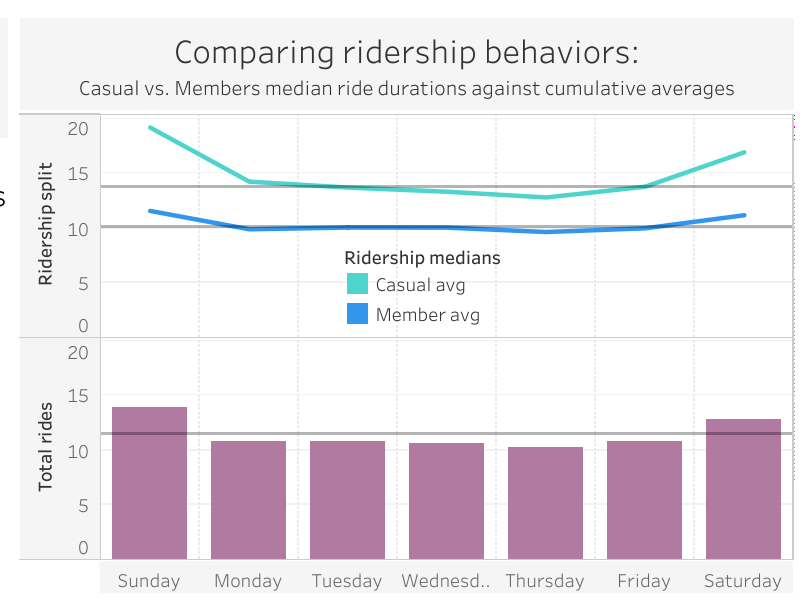 Comparing ridership behaviors:
Casual vs. Members median ride durations against cumulative averages
s
Ridership split
20
15
10
5
0
Ridership medians
Casual avg
Member avg
Total rides
20
15
10
5
0
Sunday
Monday
Tuesday
Wednesd..
Thursday
Friday
Saturday